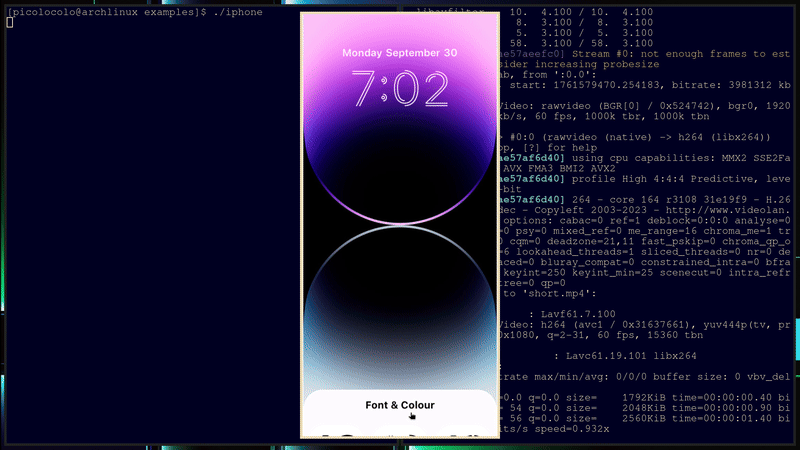 [picolocolo@archlinux examples]$ ./iphone
Monday September 30
7:02
Font & Colour
libavfilter    10.  4.100 / 10.  4.100
8.  3.100 /  8.  3.100
5.  3.100 /  5.  3.100
58.  3.100 / 58.  3.100
ae57aeefc0] Stream #0: not enough frames to est
sider increasing probesize
ab, from ':0.0':
start: 1761579470.254183, bitrate: 3981312 kb
Video: rawvideo (BGR[0] / 0x524742), bgr0, 1920
kb/s, 60 fps, 1000k tbr, 1000k tbn
> #0:0 (rawvideo (native) -> h264 (libx264))
op, [?] for help
ae57af6d40] using cpu capabilities: MMX2 SSE2Fa
AVX FMA3 BMI2 AVX2
ae57af6d40] profile High 4:4:4 Predictive, leve
-bit
ae57af6d40] 264 - core 164 r3108 31e19f9 - H.26
dec - Copyleft 2003-2023 - http://www.videolan.
options: cabac=0 ref=1 deblock=0:0:0 analyse=0
=0 psy=0 mixed_ref=0 me_range=16 chroma_me=1 tr
=0 cqm=0 deadzone=21,11 fast_pskip=0 chroma_qp_o
=6 lookahead_threads=1 sliced_threads=0 nr=0 de
aced=0 bluray_compat=0 constrained_intra=0 bfra
keyint=250 keyint_min=25 scenecut=0 intra_refr
tree=0 qp=0
to 'short.mp4':
: Lavf61.7.100
Video: h264 (avc1 / 0x31637661), yuv444p(tv, pr
0x1080, q=2-31, 60 fps, 15360 tbn
: Lavc61.19.101 libx264
:
trate max/min/avg: 0/0/0 buffer size: 0 vbv_del
=0.0 q=0.0 size=    1792KiB time=00:00:00.40 bi
= 54 q=0.0 size=    2048KiB time=00:00:00.90 bi
= 56 q=0.0 size=    2560KiB time=00:00:01.40 bi
its/s speed=0.932x